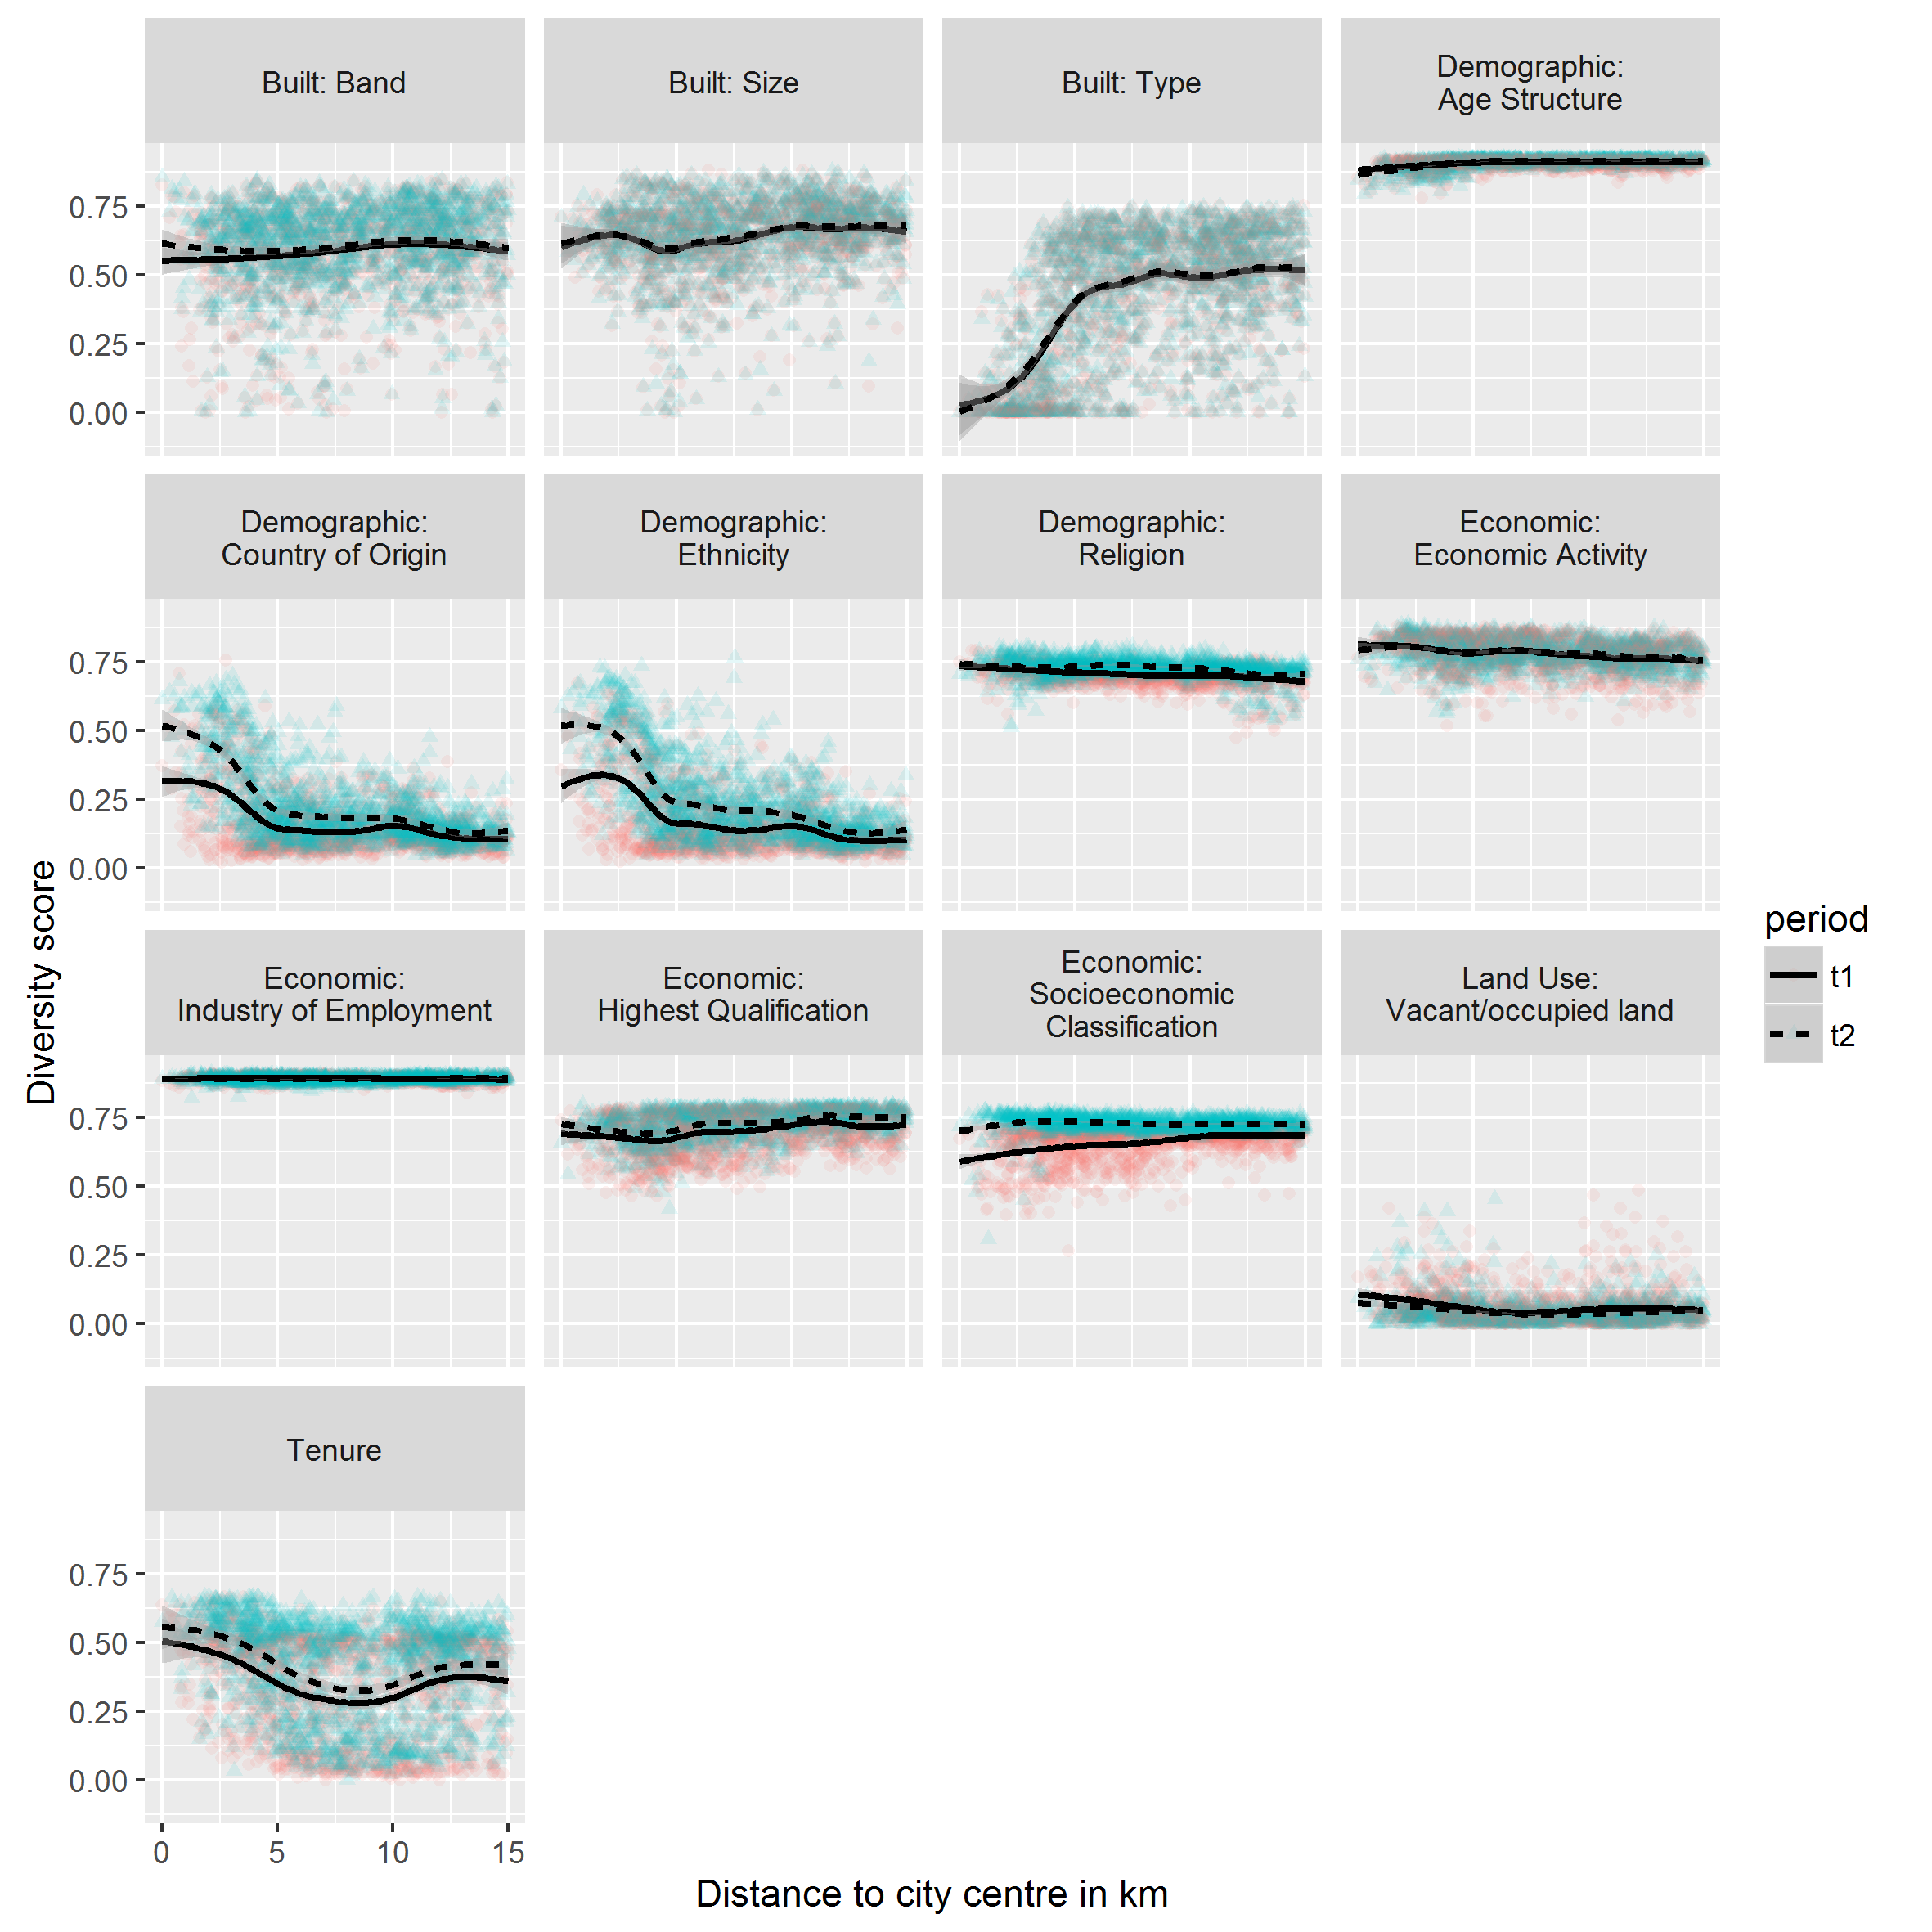 Built: Band
Built: Size
Built: Type
Demographic:
Age Structure
0.75
0.50
0.25
0.00
Demographic:
Country of Origin
Demographic:
Ethnicity
Demographic:
Religion
Economic:
Economic Activity
0.75
0.50
0.25
0.00
Economic:
Industry of Employment
Economic:
Highest Qualification
Economic:
Socioeconomic
Classification
Land Use:
Vacant/occupied land
0.75
0.50
0.25
0.00
Tenure
0.75
0.50
0.25
0.00
0
5
10
15
Distance to city centre in km
Diversity score
period
t1
t2